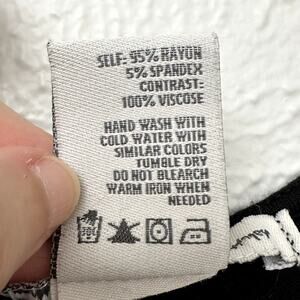 SELF: 95% RAYON
5% SPANDEX
CONTRAST:
100% VISCOSE
HAND WASH WITH
COLD WATER WITH
SIMILAR COLORS
TUMBLE DRY
DO NOT BLEARCH
WARM IRON WHEN
NEEDED